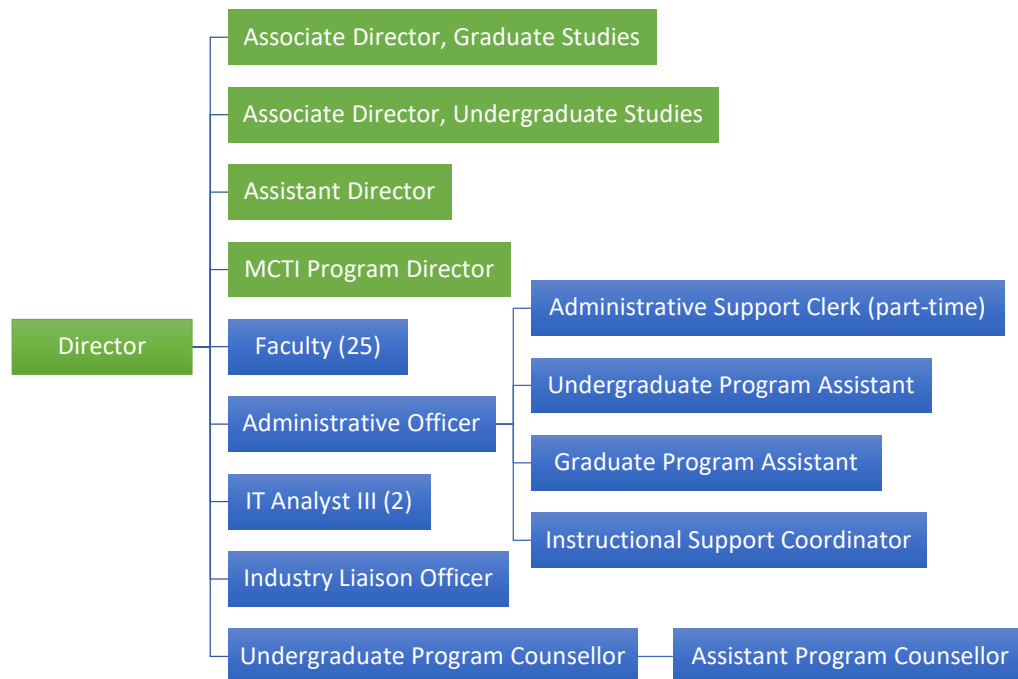 Associate Director, Graduate Studies
Associate Director, Undergraduate Studies
Assistant Director
MCTI Program Director
Director
Faculty (25)
Administrative Officer
IT Analyst III (2)
Industry Liaison Officer
Undergraduate Program Counsellor
Administrative Support Clerk (part-time)
Undergraduate Program Assistant
Graduate Program Assistant
Instructional Support Coordinator
Assistant Program Counsellor